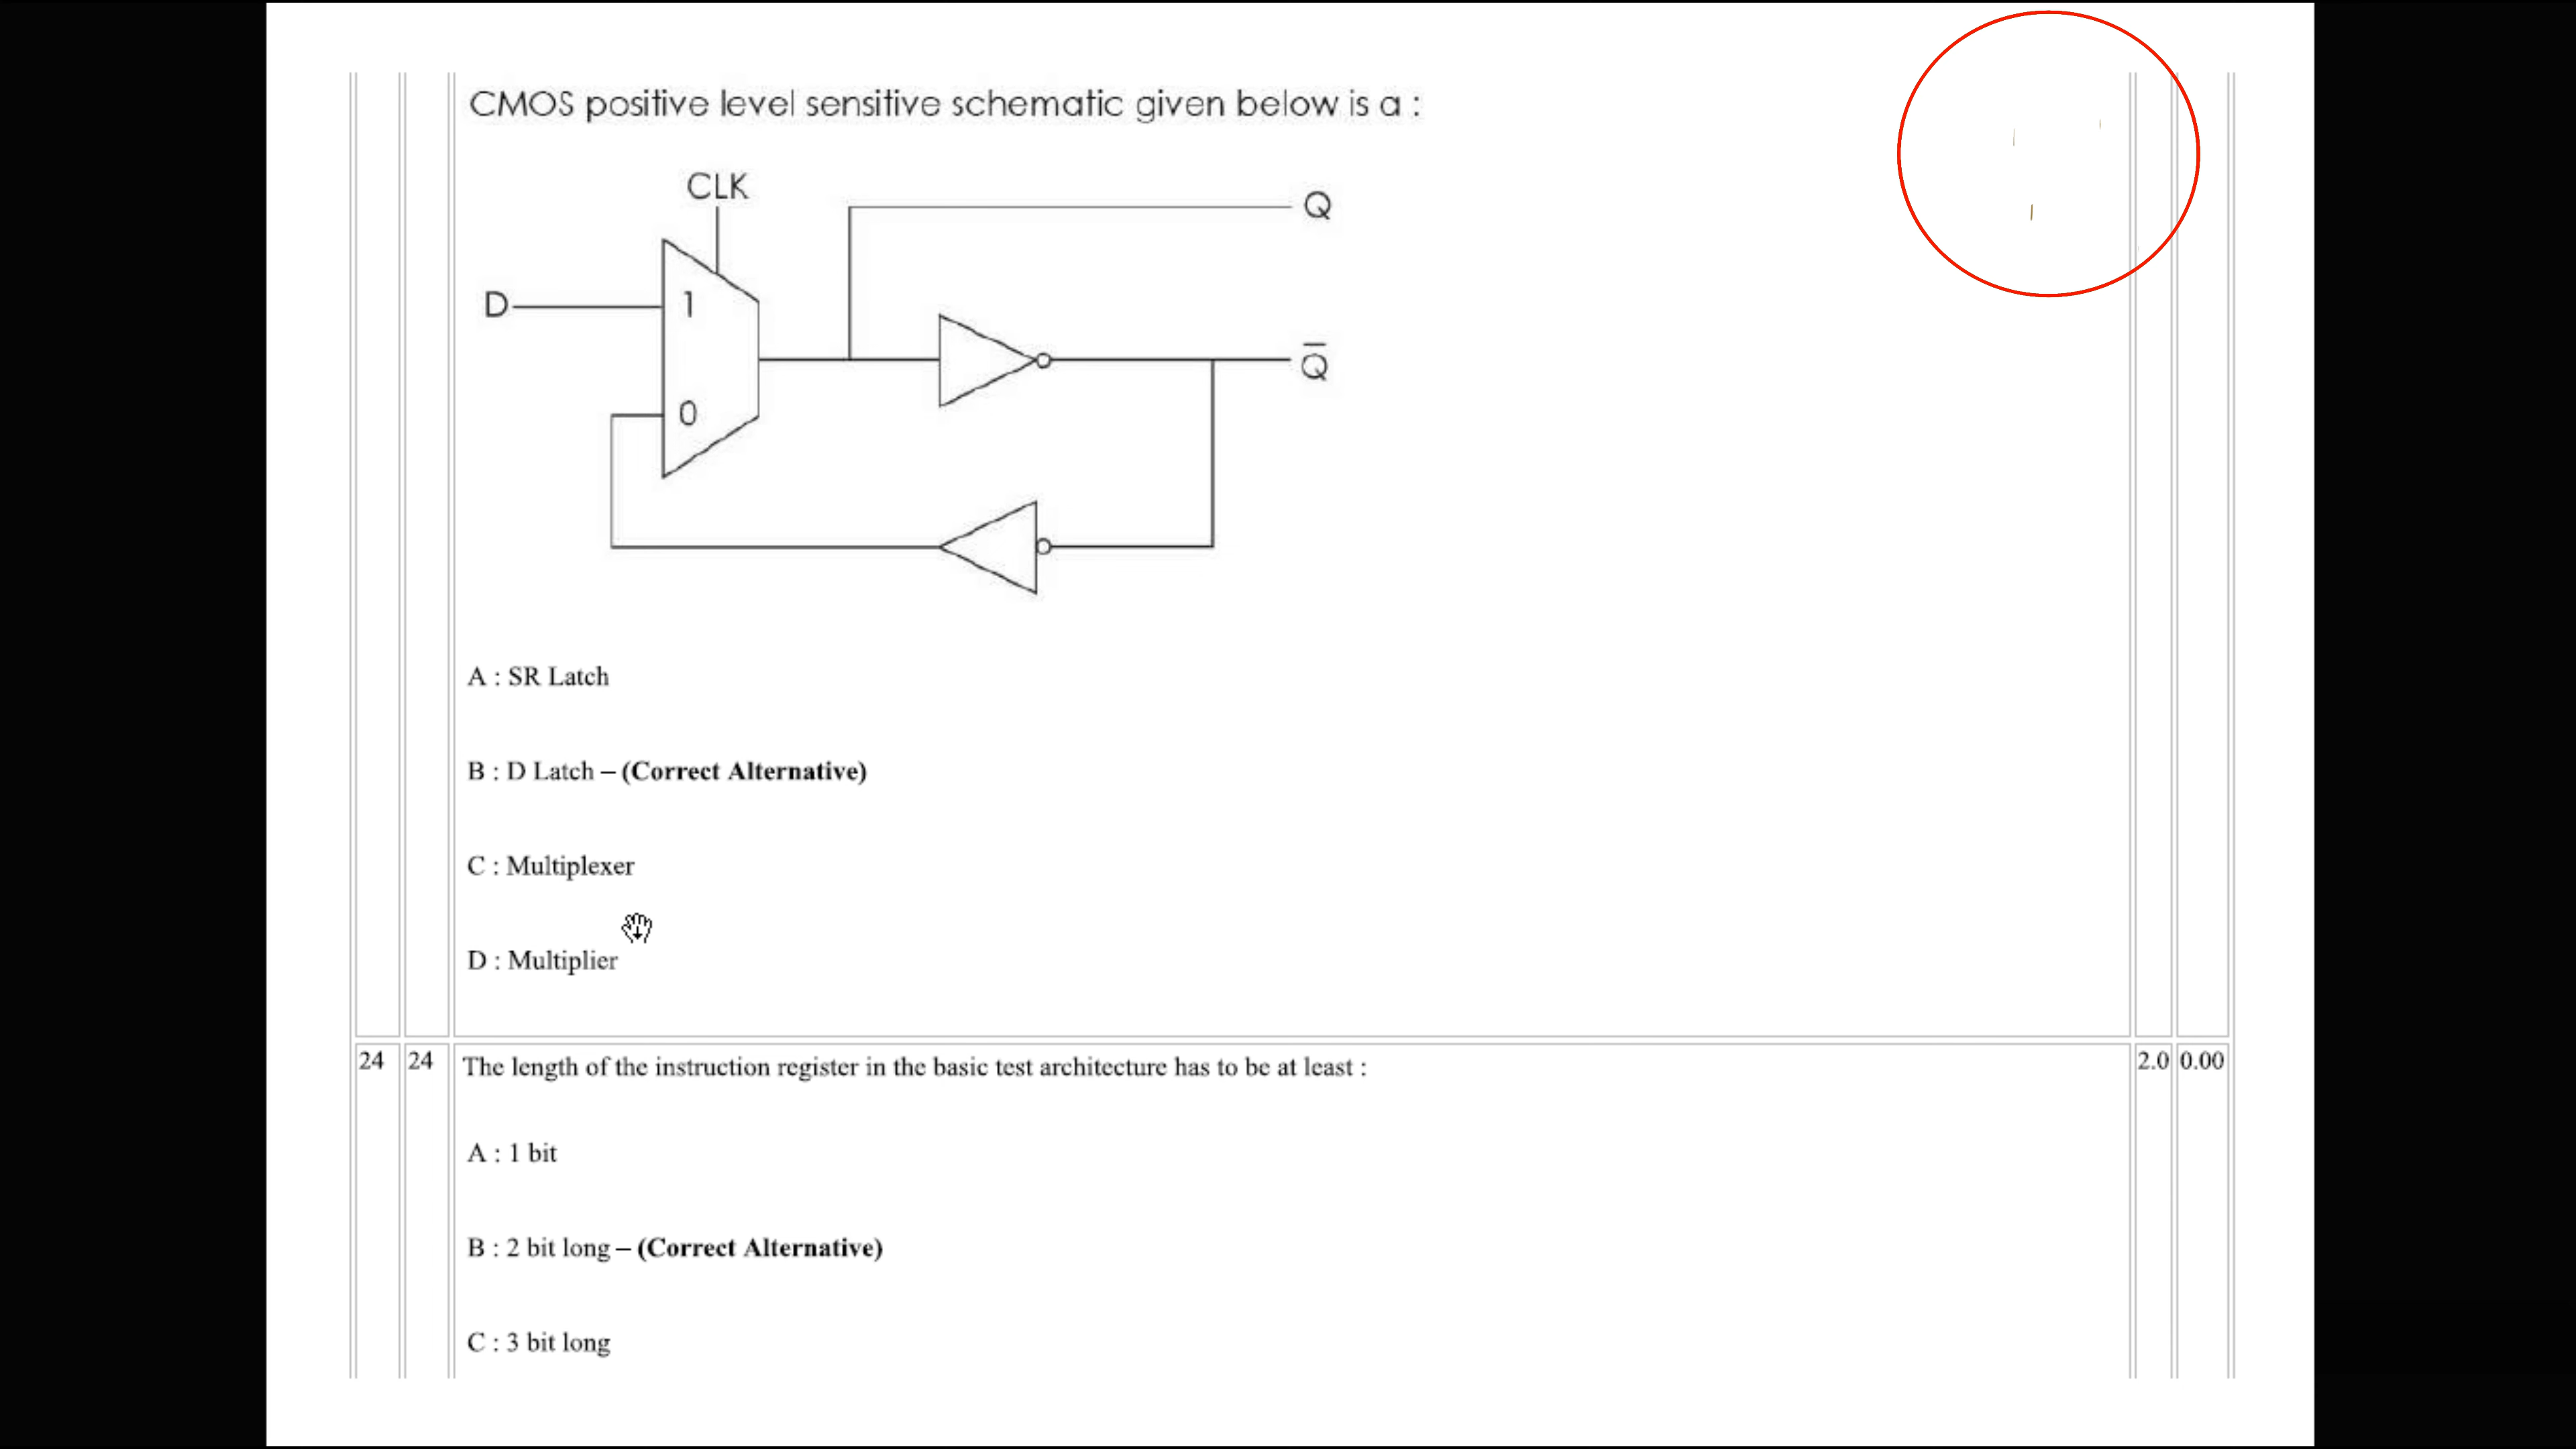 CMOS positive level sensitive schematic given below is a :
CLK
Q
D
1
Q̅
0
A : SR Latch
B : D Latch – (Correct Alternative)
C : Multiplexer
D : Multiplier
24 24 The length of the instruction register in the basic test architecture has to be at least : 2.0 0.00
A : 1 bit
B : 2 bit long – (Correct Alternative)
C : 3 bit long